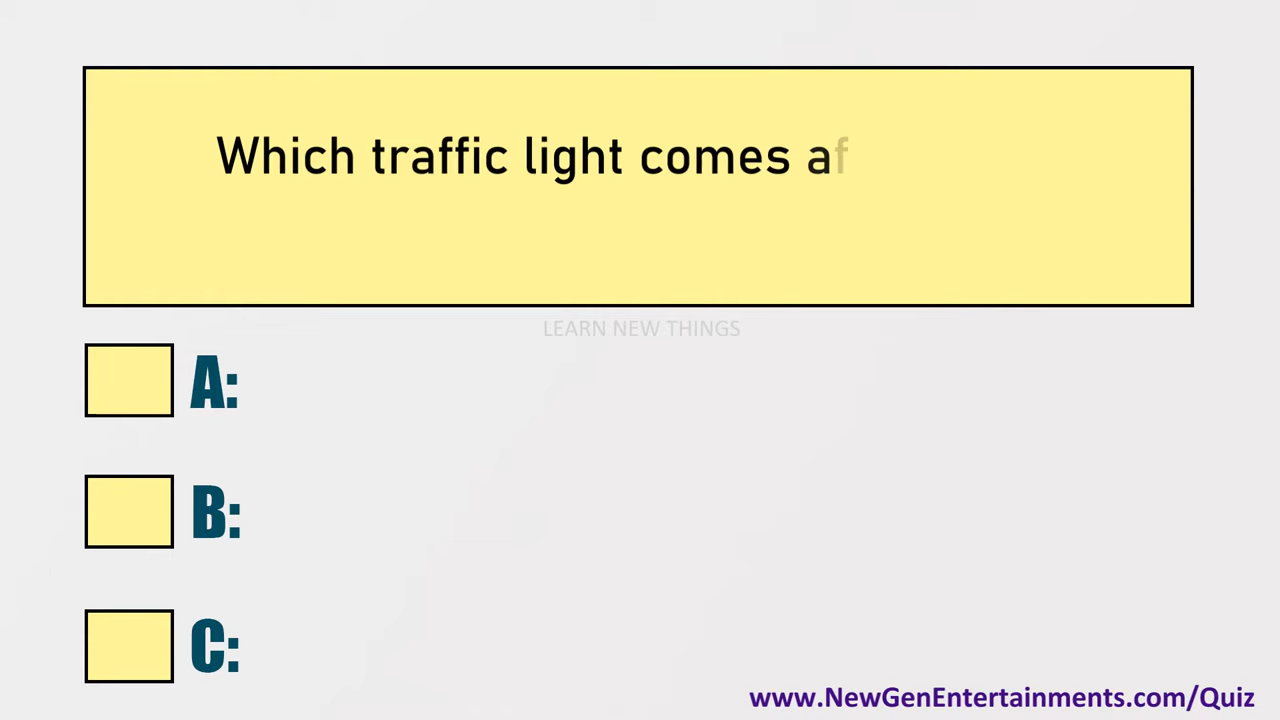 Which traffic light comes af
LEARN NEW THINGS
A:
B:
C:
www.NewGenEntertainments.com/Quiz